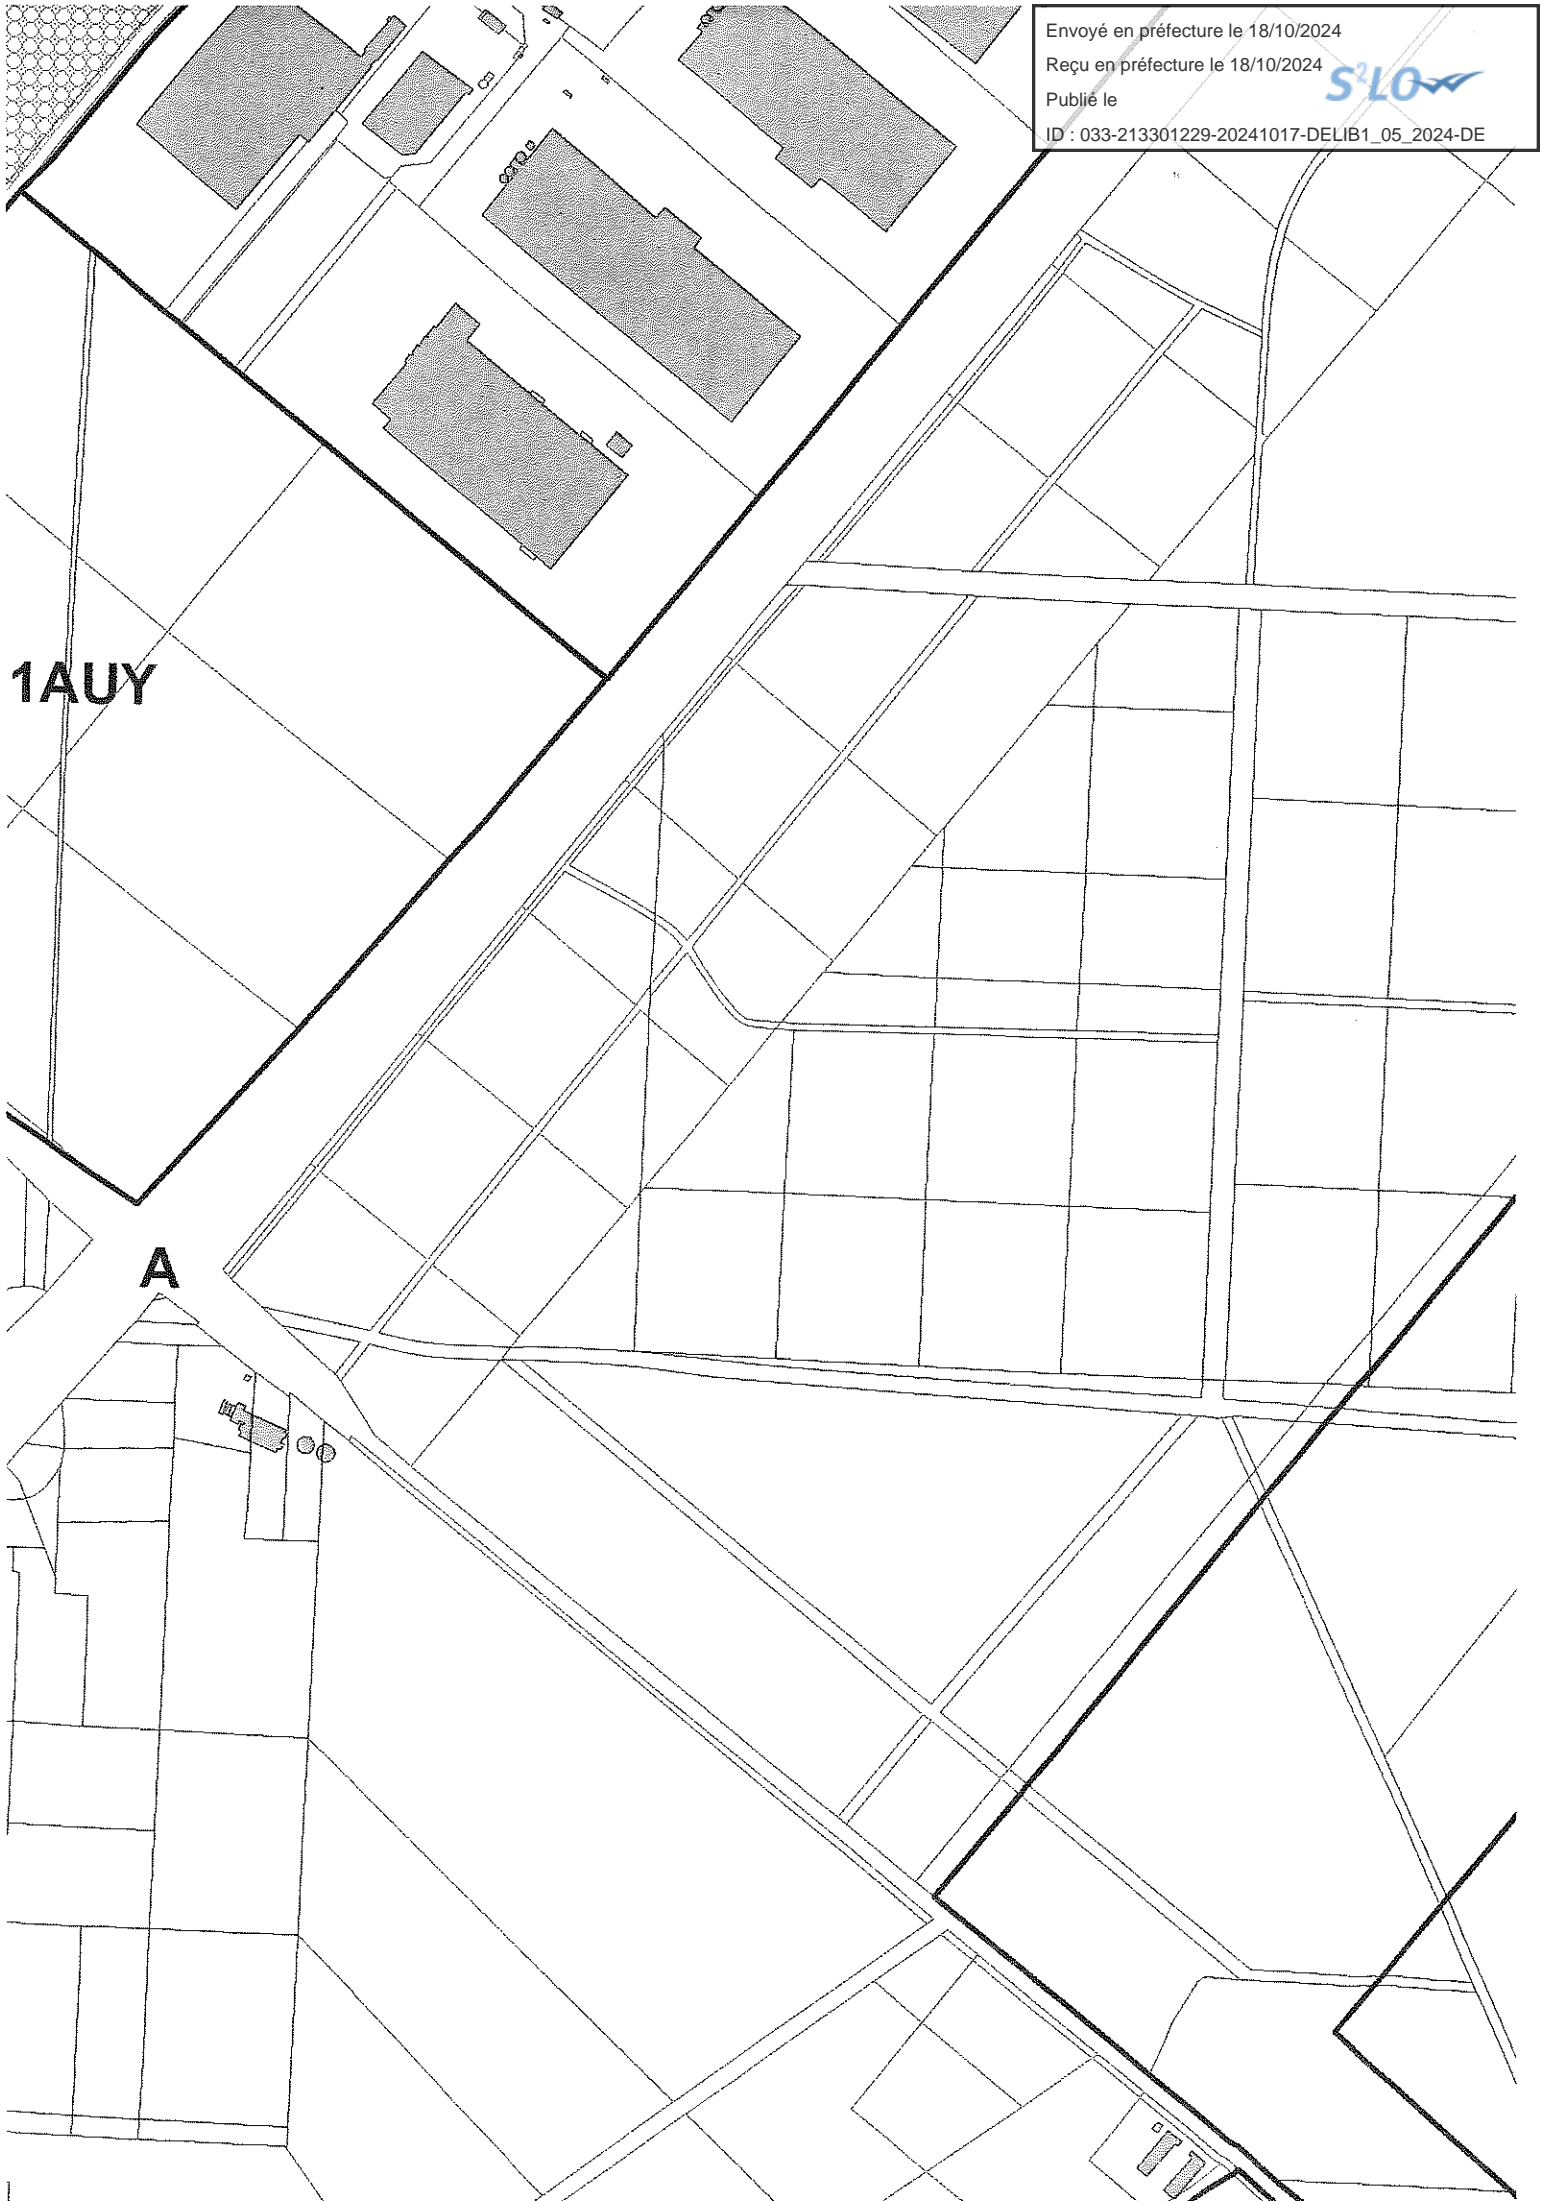 Envoyé en préfecture le 18/10/2024
Reçu en préfecture le 18/10/2024
S²LO
Publié le
ID : 033-213301229-20241017-DELIB1_05_2024-DE
1AUY
A